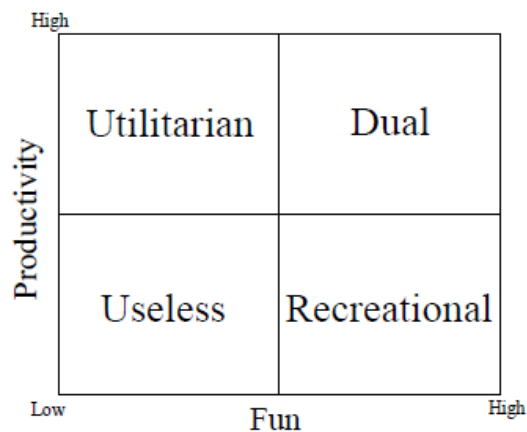 High
Utilitarian
Dual
Productivity
Useless
Recreational
Low
Fun
High